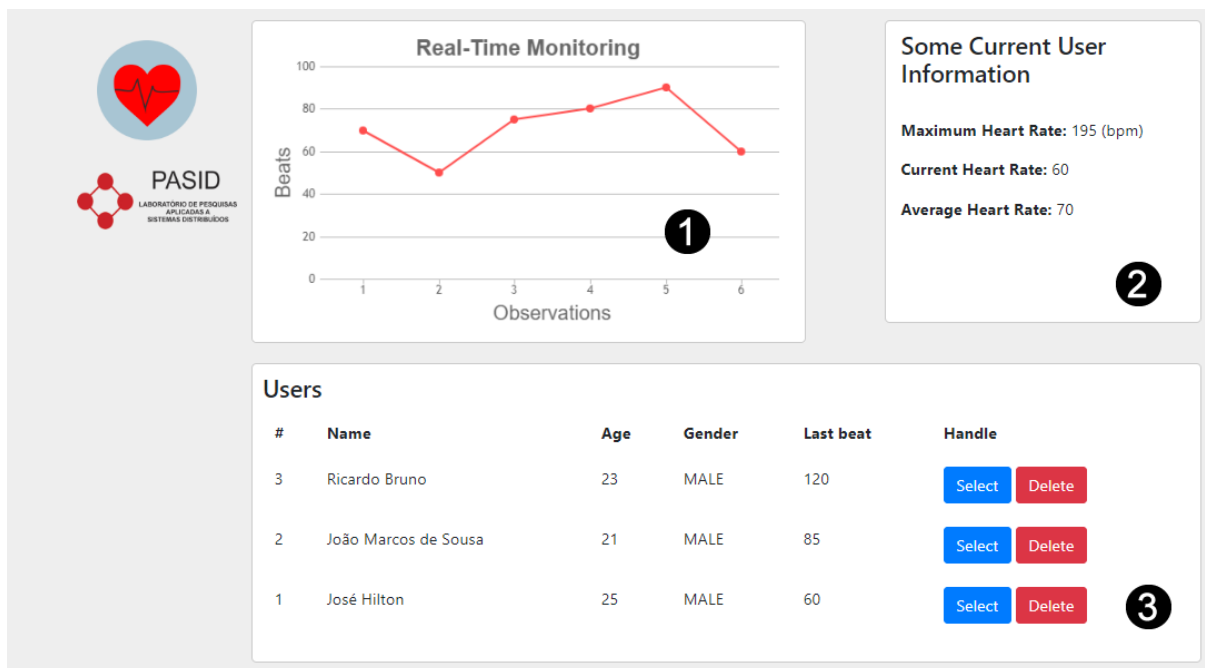 PASID
LABORATÓRIO DE PESQUISAS
APLICADAS A
SISTEMAS DISTRIBUÍDOS
Real-Time Monitoring
100
80
60
40
20
0
Beats
1
2
3
4
5
6
Observations
1
Some Current User
Information
Maximum Heart Rate: 195 (bpm)
Current Heart Rate: 60
Average Heart Rate: 70
2
Users
# Name Age Gender Last beat Handle
3 Ricardo Bruno 23 MALE 120 Select Delete
2 João Marcos de Sousa 21 MALE 85 Select Delete
1 José Hilton 25 MALE 60 Select Delete
3